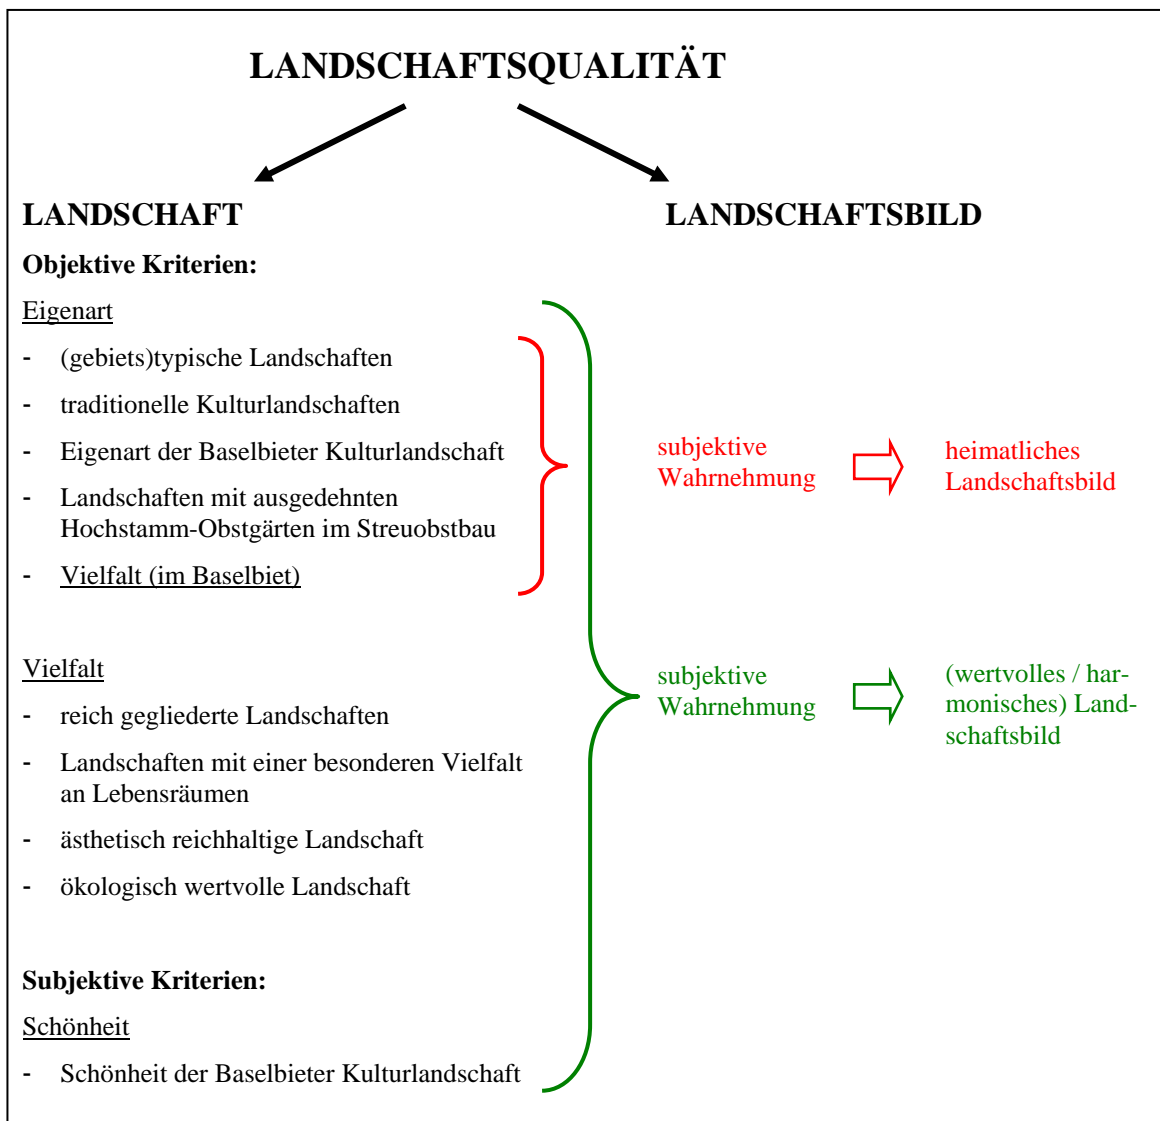 LANDSCHAFTSQUALITÄT
LANDSCHAFT
LANDSCHAFTSBILD
Objektive Kriterien:
Eigenart
- (gebiets)typische Landschaften
- traditionelle Kulturlandschaften
- Eigenart der Baselbieter Kulturlandschaft
- Landschaften mit ausgedehnten
Hochstamm-Obstgärten im Streuobstbau
- Vielfalt (im Baselbiet)
subjektive
Wahrnehmung
heimatliches
Landschaftsbild
Vielfalt
- reich gegliederte Landschaften
- Landschaften mit einer besonderen Vielfalt
an Lebensräumen
- ästhetisch reichhaltige Landschaft
- ökologisch wertvolle Landschaft
subjektive
Wahrnehmung
(wertvolles / har-
monisches) Land-
schaftsbild
Subjektive Kriterien:
Schönheit
- Schönheit der Baselbieter Kulturlandschaft